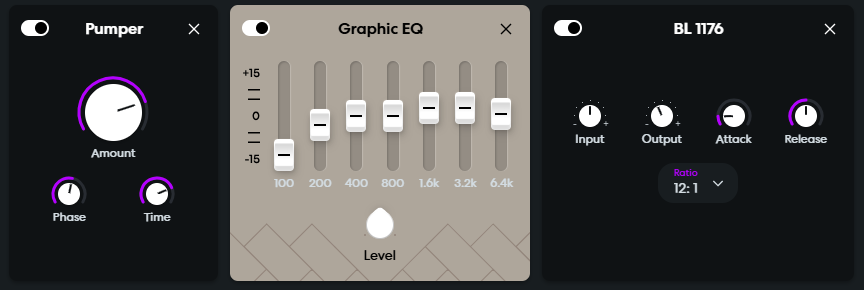 Pumper
Amount
Phase Time
Graphic EQ
+15
0
-15
100 200 400 800 1.6k 3.2k 6.4k
Level
BL 1176
- + - +
Input Output Attack Release
Ratio
12: 1